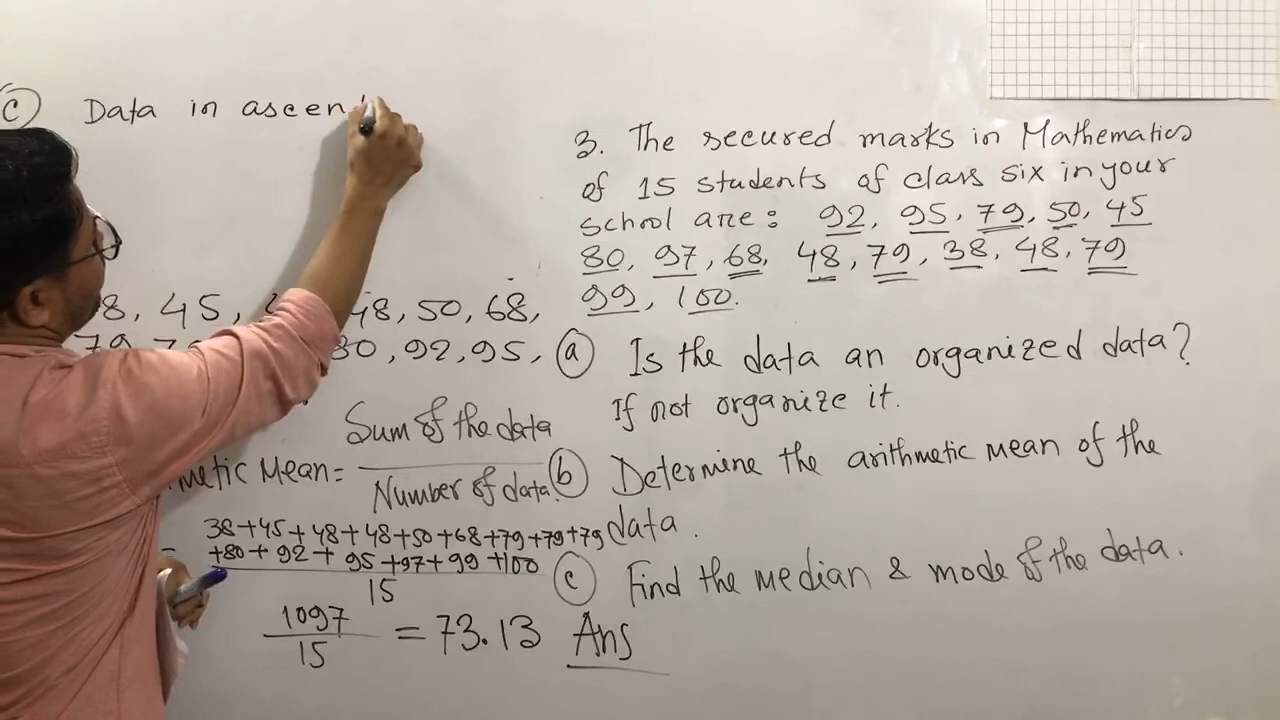 C Data in ascen
8, 45, 48, 50, 68,
79, 80, 92, 95,
metic Mean = Sum of the data
Number of data
= 38+45+48+48+50+68+79+79+79
+80+92+95+97+99+100
15
1097
15
= 73.13 Ans
3. The secured marks in Mathematics
of 15 students of class six in your
school are: 92, 95, 79, 50, 45
80, 97, 68, 48, 79, 38, 48, 79
99, 100.
a Is the data an organized data?
If not organize it.
b Determine the arithmetic mean of the
data.
c Find the median & mode of the data.